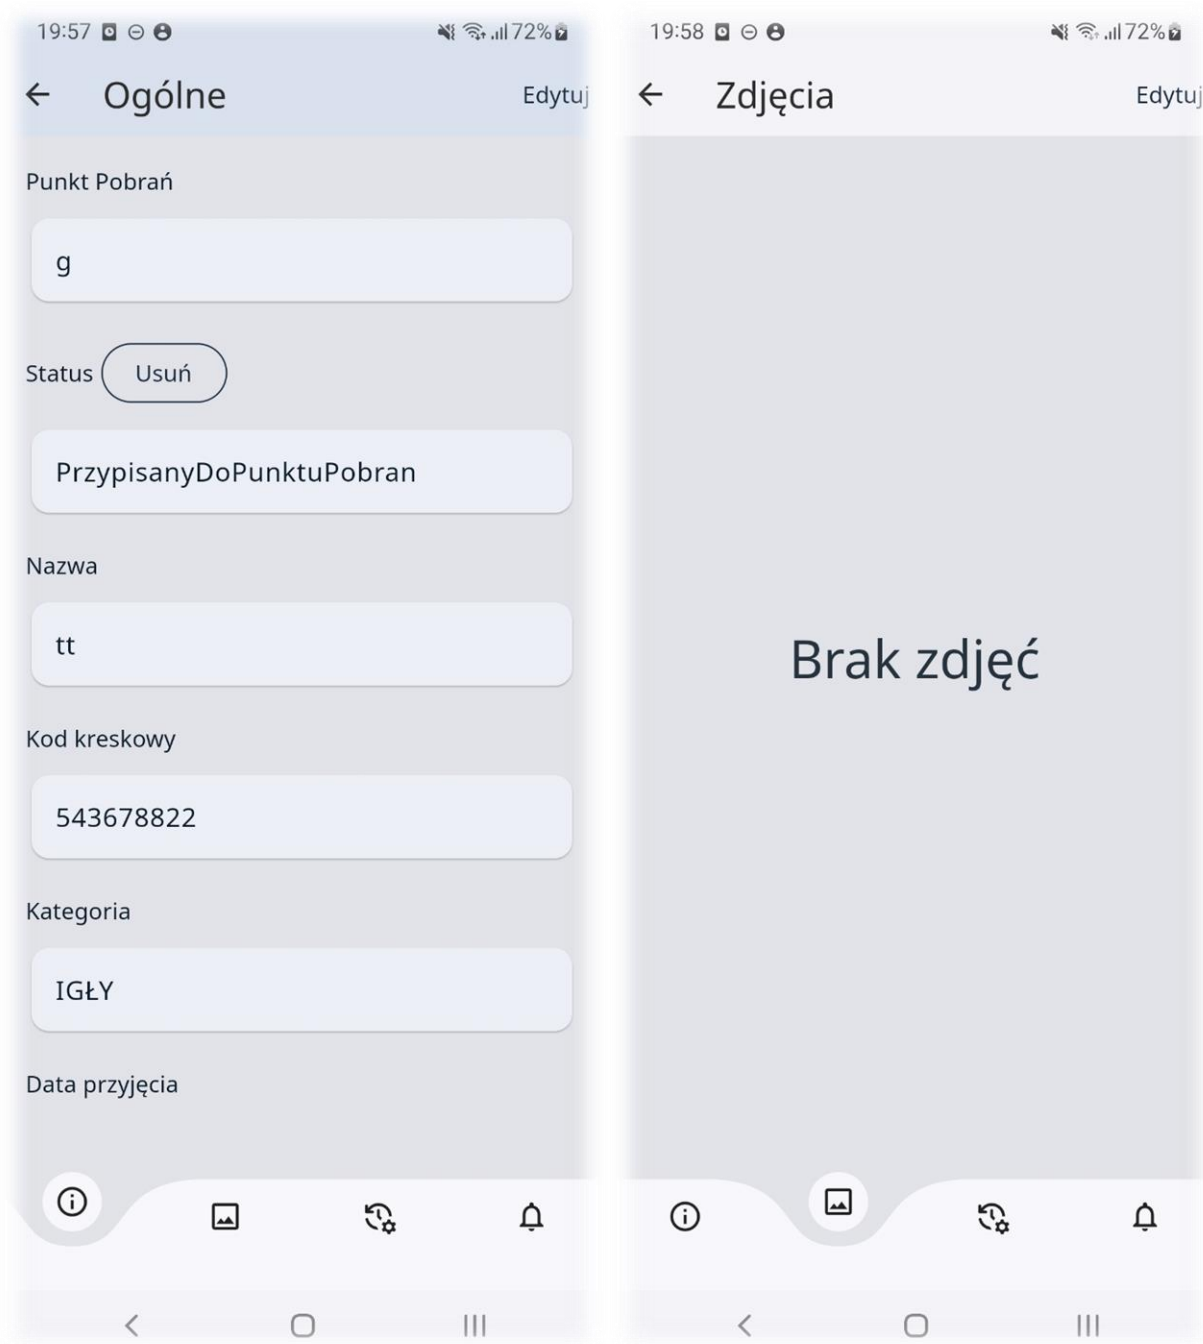 19:57
72%
Ogólne
Edytuj
Punkt Pobrań
g
Status
Usuń
PrzypisanyDoPunktuPobran
Nazwa
tt
Kod kreskowy
543678822
Kategoria
IGŁY
Data przyjęcia
19:58
72%
Zdjęcia
Edytuj
Brak zdjęć